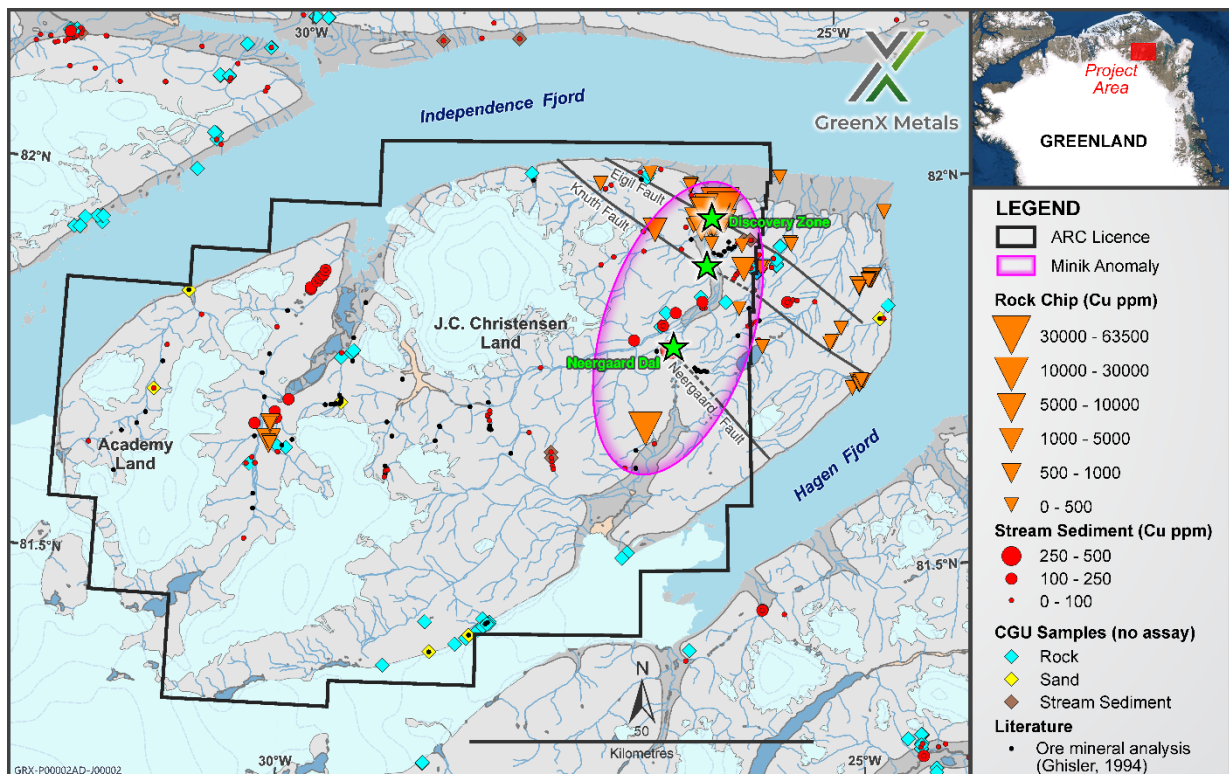 30°W
25°W
Independence Fjord
GreenX Metals
Project
Area
GREENLAND
82°N
82°N
Eigil Fault
Knuth Fault
Discovery Zone
J.C. Christensen
Land
Neergaard Dal
Neergaard Fault
Academy
Land
Hagen Fjord
81.5°N
81.5°N
N
50
Kilometres
30°W
25°W
GRX-P00002AD-J00002
LEGEND
ARC Licence
Minik Anomaly
Rock Chip (Cu ppm)
30000 - 63500
10000 - 30000
5000 - 10000
1000 - 5000
500 - 1000
0 - 500
Stream Sediment (Cu ppm)
250 - 500
100 - 250
0 - 100
CGU Samples (no assay)
Rock
Sand
Stream Sediment
Literature
Ore mineral analysis
(Ghisler, 1994)